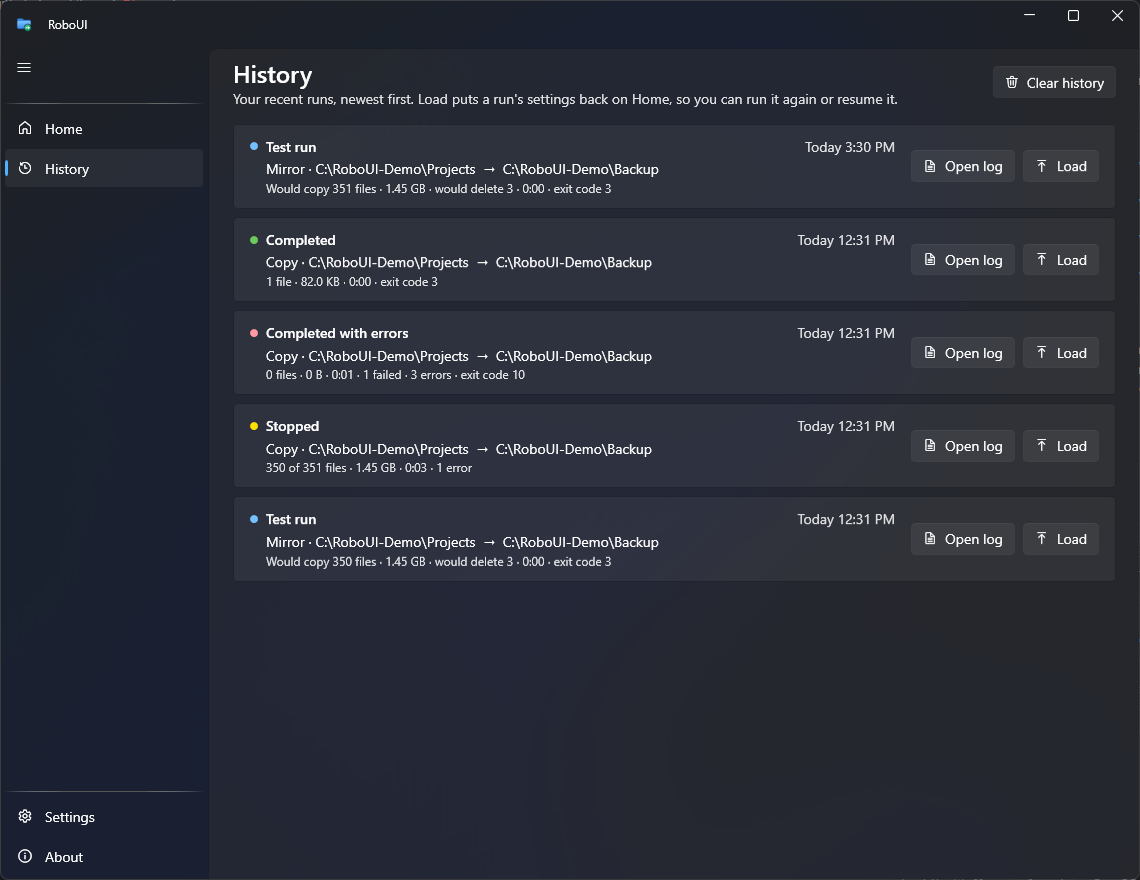 RoboUI
Home
History
Settings
About
History
Your recent runs, newest first. Load puts a run's settings back on Home, so you can run it again or resume it.
Clear history
Test run
Today 3:30 PM
Mirror · C:\RoboUI-Demo\Projects → C:\RoboUI-Demo\Backup
Would copy 351 files · 1.45 GB · would delete 3 · 0:00 · exit code 3
Open log
Load
Completed
Today 12:31 PM
Copy · C:\RoboUI-Demo\Projects → C:\RoboUI-Demo\Backup
1 file · 82.0 KB · 0:00 · exit code 3
Open log
Load
Completed with errors
Today 12:31 PM
Copy · C:\RoboUI-Demo\Projects → C:\RoboUI-Demo\Backup
0 files · 0 B · 0:01 · 1 failed · 3 errors · exit code 10
Open log
Load
Stopped
Today 12:31 PM
Copy · C:\RoboUI-Demo\Projects → C:\RoboUI-Demo\Backup
350 of 351 files · 1.45 GB · 0:03 · 1 error
Open log
Load
Test run
Today 12:31 PM
Mirror · C:\RoboUI-Demo\Projects → C:\RoboUI-Demo\Backup
Would copy 350 files · 1.45 GB · would delete 3 · 0:00 · exit code 3
Open log
Load